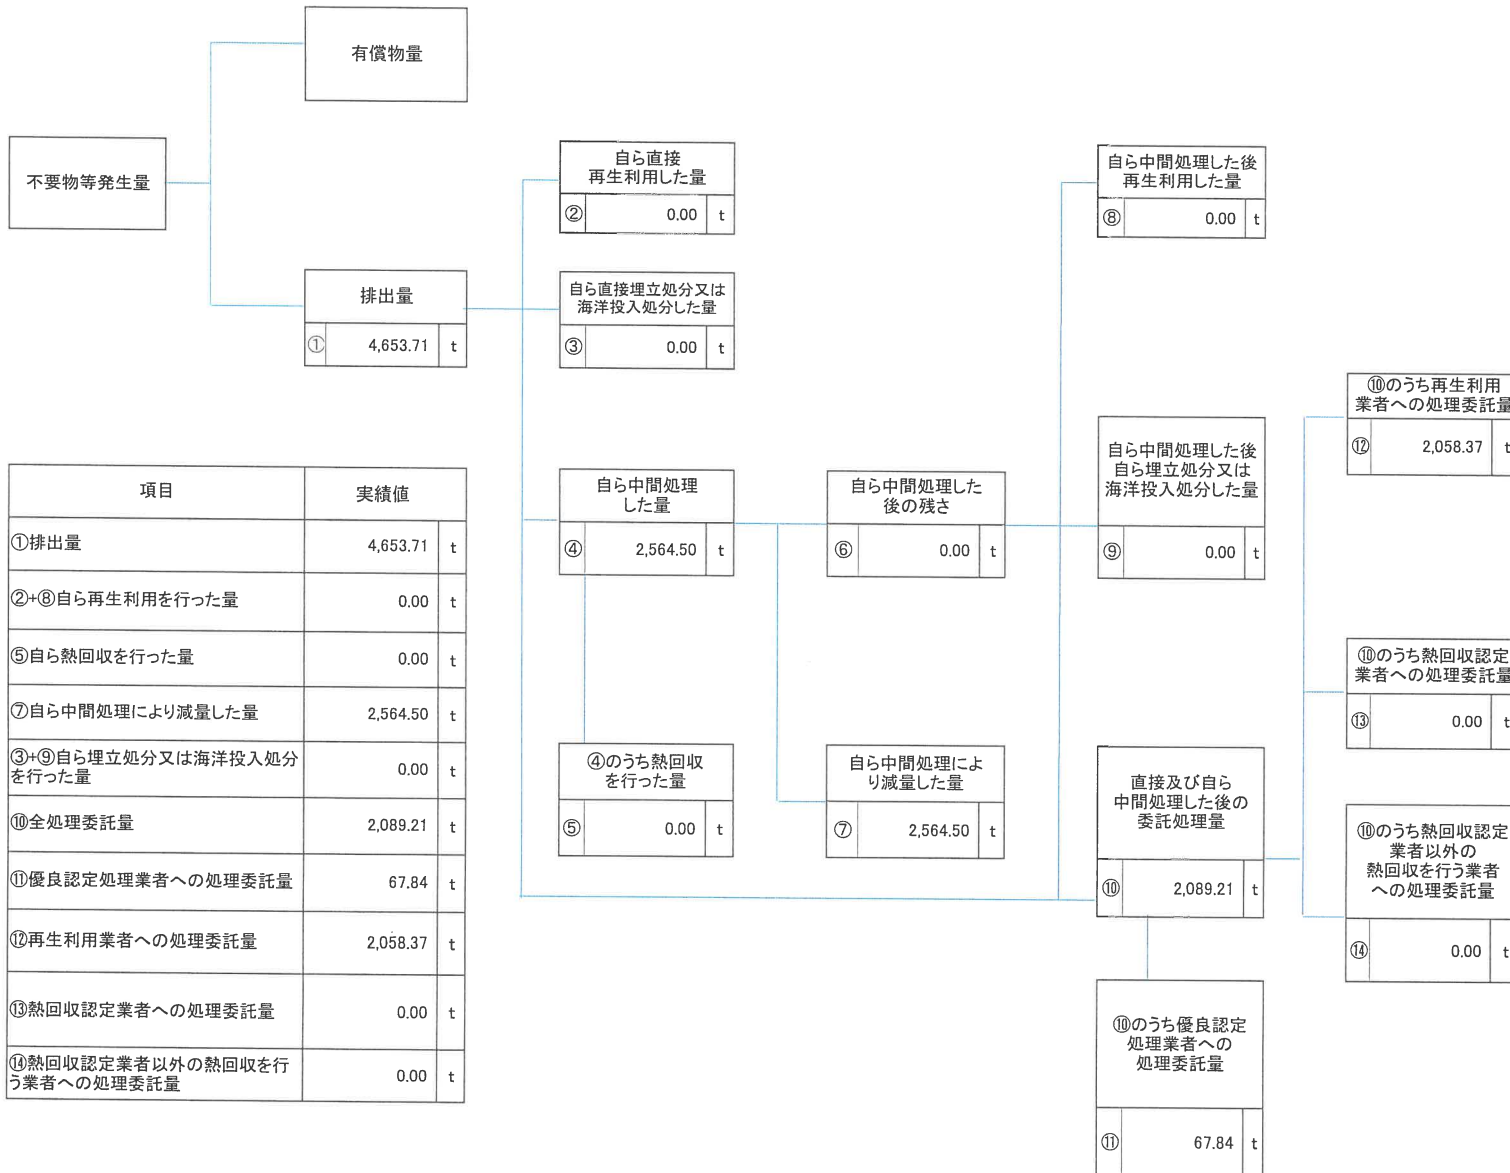 有償物量
不要物等発生量
排出量
① 4,653.71 t
自ら直接
再生利用した量
② 0.00 t
自ら直接埋立処分又は
海洋投入処分した量
③ 0.00 t
自ら中間処理
した量
④ 2,564.50 t
④のうち熱回収
を行った量
⑤ 0.00 t
自ら中間処理した
後の残さ
⑥ 0.00 t
自ら中間処理によ
り減量した量
⑦ 2,564.50 t
自ら中間処理した後
再生利用した量
⑧ 0.00 t
自ら中間処理した後
自ら埋立処分又は
海洋投入処分した量
⑨ 0.00 t
直接及び自ら
中間処理した後の
委託処理量
⑩ 2,089.21 t
⑩のうち優良認定
処理業者への
処理委託量
⑪ 67.84 t
⑩のうち再生利用
業者への処理委託量
⑫ 2,058.37 t
⑩のうち熱回収認定
業者への処理委託量
⑬ 0.00 t
⑩のうち熱回収認定
業者以外の
熱回収を行う業者
への処理委託量
⑭ 0.00 t
項目 実績値
①排出量 4,653.71 t
②+⑧自ら再生利用を行った量 0.00 t
⑤自ら熱回収を行った量 0.00 t
⑦自ら中間処理により減量した量 2,564.50 t
③+⑨自ら埋立処分又は海洋投入処分
を行った量 0.00 t
⑩全処理委託量 2,089.21 t
⑪優良認定処理業者への処理委託量 67.84 t
⑫再生利用業者への処理委託量 2,058.37 t
⑬熱回収認定業者への処理委託量 0.00 t
⑭熱回収認定業者以外の熱回収を行
う業者への処理委託量 0.00 t